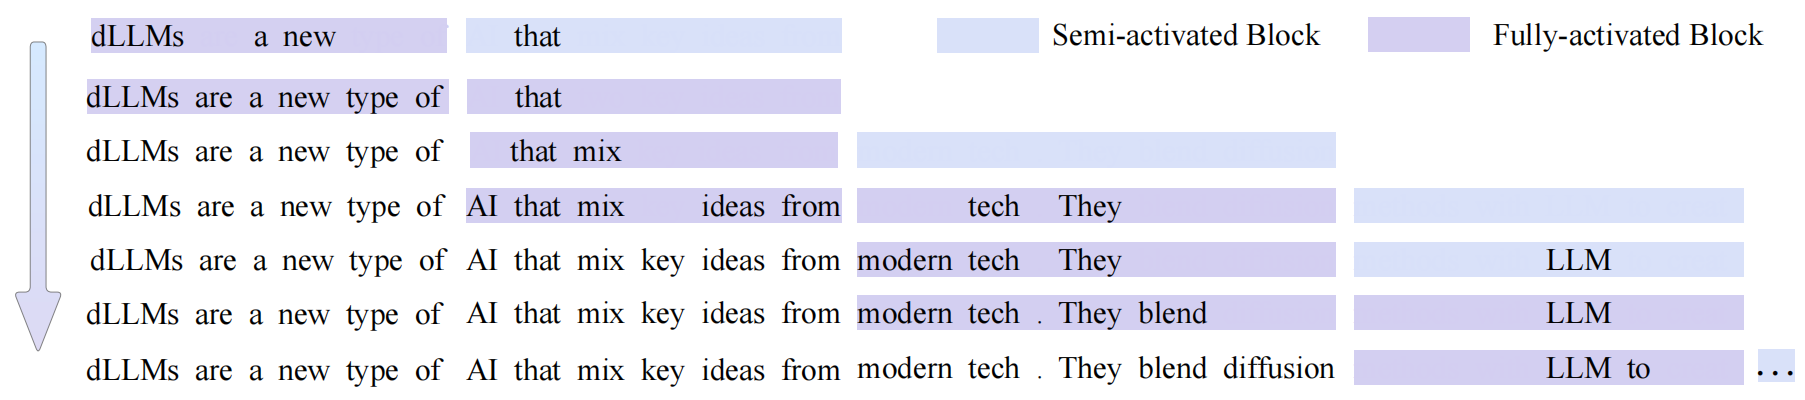 dLLMs a new that Semi-activated Block Fully-activated Block
dLLMs are a new type of that
dLLMs are a new type of that mix
dLLMs are a new type of AI that mix ideas from tech They
dLLMs are a new type of AI that mix key ideas from modern tech They LLM
dLLMs are a new type of AI that mix key ideas from modern tech . They blend LLM
dLLMs are a new type of AI that mix key ideas from modern tech . They blend diffusion LLM to ...